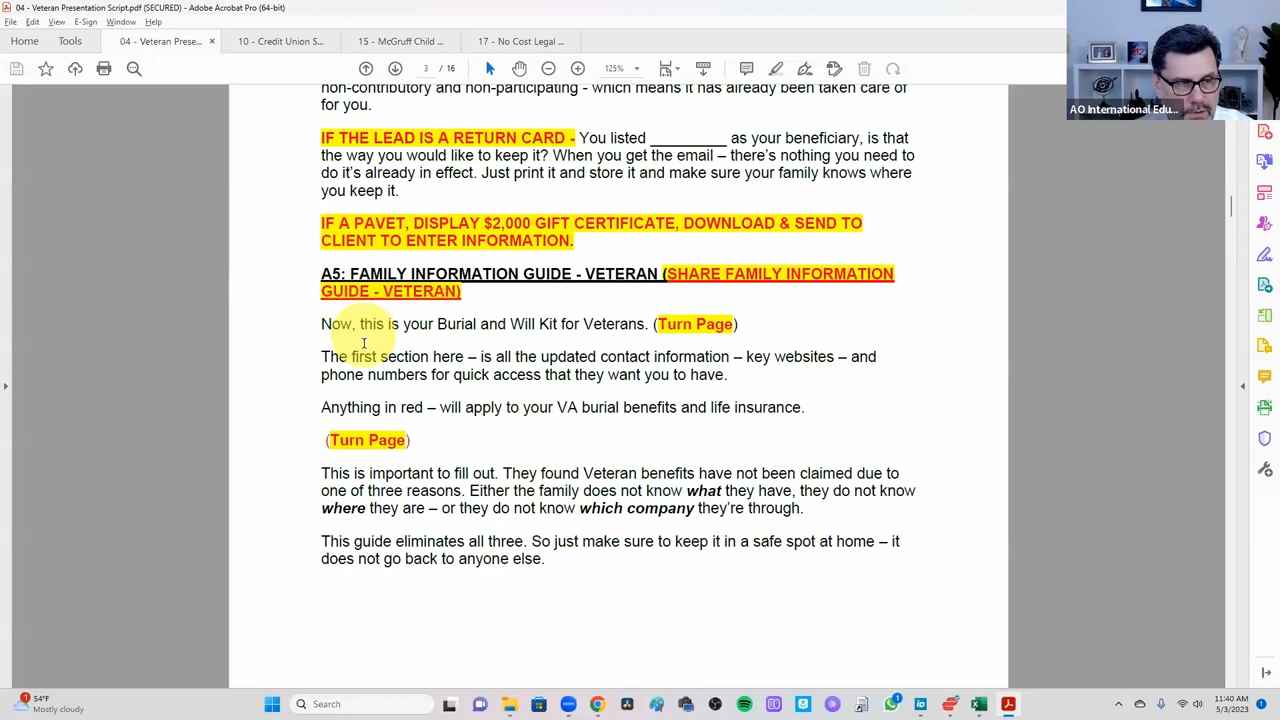 04 - Veteran Presentation Script.pdf (SECURED) - Adobe Acrobat Pro (64-bit)
File Edit View E-Sign Window Help
Home Tools 04 - Veteran Prese... × 10 - Credit Union S... 15 - McGruff Child ... 17 - No Cost Legal ...
3 / 16 125%
AO International Edu...
non-contributory and non-participating - which means it has already been taken care of
for you.
IF THE LEAD IS A RETURN CARD - You listed _________ as your beneficiary, is that
the way you would like to keep it? When you get the email – there's nothing you need to
do it's already in effect. Just print it and store it and make sure your family knows where
you keep it.
IF A PAVET, DISPLAY $2,000 GIFT CERTIFICATE, DOWNLOAD & SEND TO
CLIENT TO ENTER INFORMATION.
A5: FAMILY INFORMATION GUIDE - VETERAN (SHARE FAMILY INFORMATION
GUIDE - VETERAN)
Now, this is your Burial and Will Kit for Veterans. (Turn Page)
The first section here – is all the updated contact information – key websites – and
phone numbers for quick access that they want you to have.
Anything in red – will apply to your VA burial benefits and life insurance.
(Turn Page)
This is important to fill out. They found Veteran benefits have not been claimed due to
one of three reasons. Either the family does not know what they have, they do not know
where they are – or they do not know which company they're through.
This guide eliminates all three. So just make sure to keep it in a safe spot at home – it
does not go back to anyone else.
1 54°F
Mostly cloudy
Search
1
11:40 AM
5/3/2023